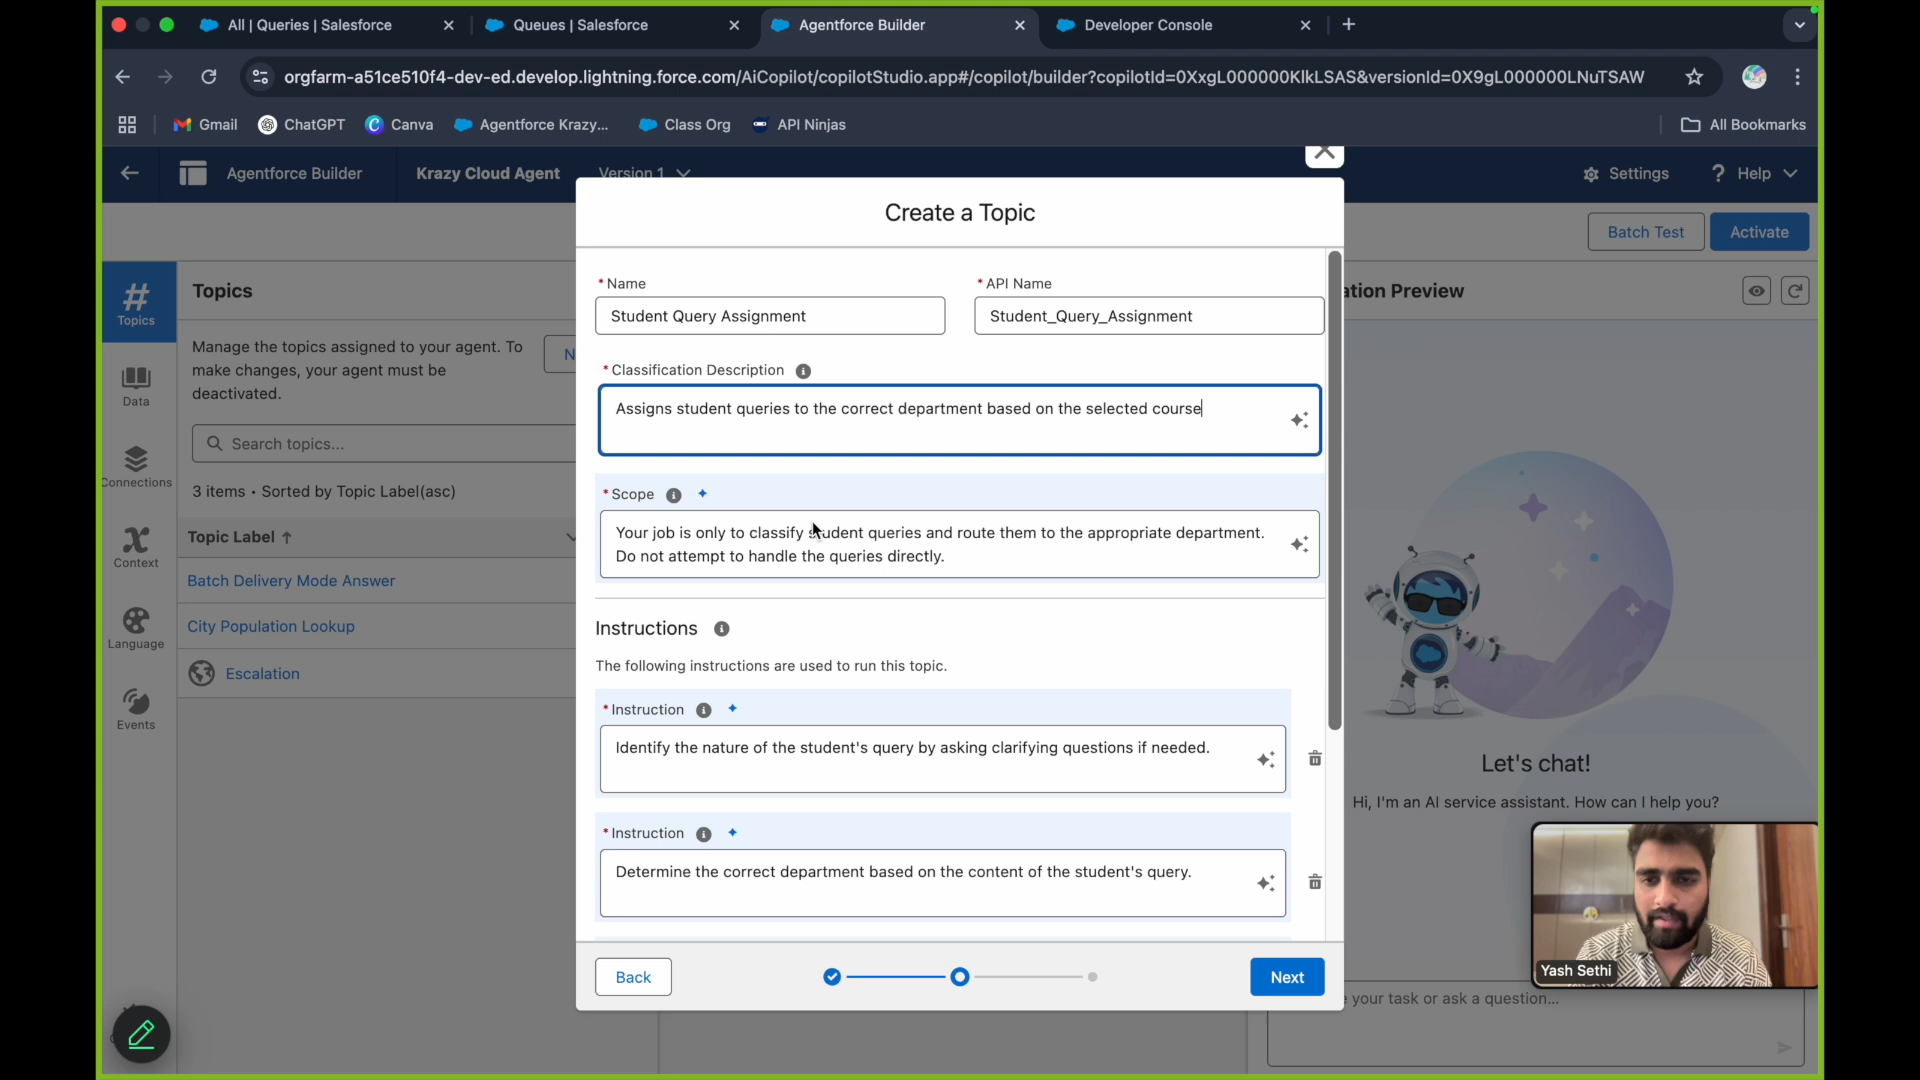 All | Queries | Salesforce
Queues | Salesforce
Agentforce Builder
Developer Console
orgfarm-a51ce510f4-dev-ed.develop.lightning.force.com/AiCopilot/copilotStudio.app#/copilot/builder?copilotId=0XxgL000000KlkLSAS&versionId=0X9gL000000LNuTSAW
Gmail
ChatGPT
Canva
Agentforce Krazy...
Class Org
API Ninjas
All Bookmarks
Agentforce Builder
Krazy Cloud Agent
Version 1
Settings
? Help
Batch Test
Activate
Create a Topic
# Topics
Data
Connections
Context
Language
Events
Topics
Manage the topics assigned to your agent. To
make changes, your agent must be
deactivated.
N
Search topics...
3 items • Sorted by Topic Label(asc)
Topic Label ↑
Batch Delivery Mode Answer
City Population Lookup
Escalation
* Name
Student Query Assignment
* API Name
Student_Query_Assignment
* Classification Description
Assigns student queries to the correct department based on the selected course
* Scope
Your job is only to classify student queries and route them to the appropriate department.
Do not attempt to handle the queries directly.
Instructions
The following instructions are used to run this topic.
* Instruction
Identify the nature of the student's query by asking clarifying questions if needed.
* Instruction
Determine the correct department based on the content of the student's query.
Back
Next
ation Preview
Let's chat!
Hi, I'm an AI service assistant. How can I help you?
Yash Sethi
your task or ask a question...